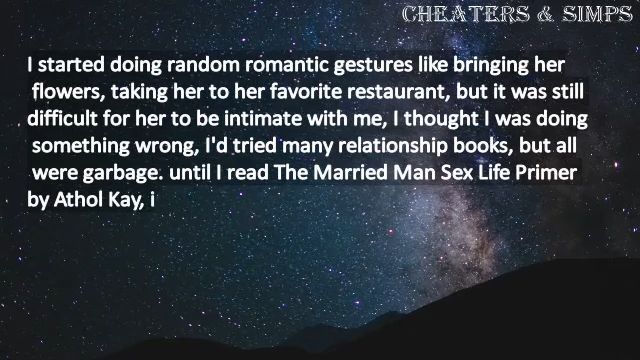 CHEATERS & SIMPS
I started doing random romantic gestures like bringing her
flowers, taking her to her favorite restaurant, but it was still
difficult for her to be intimate with me, I thought I was doing
something wrong, I'd tried many relationship books, but all
were garbage. until I read The Married Man Sex Life Primer
by Athol Kay, i